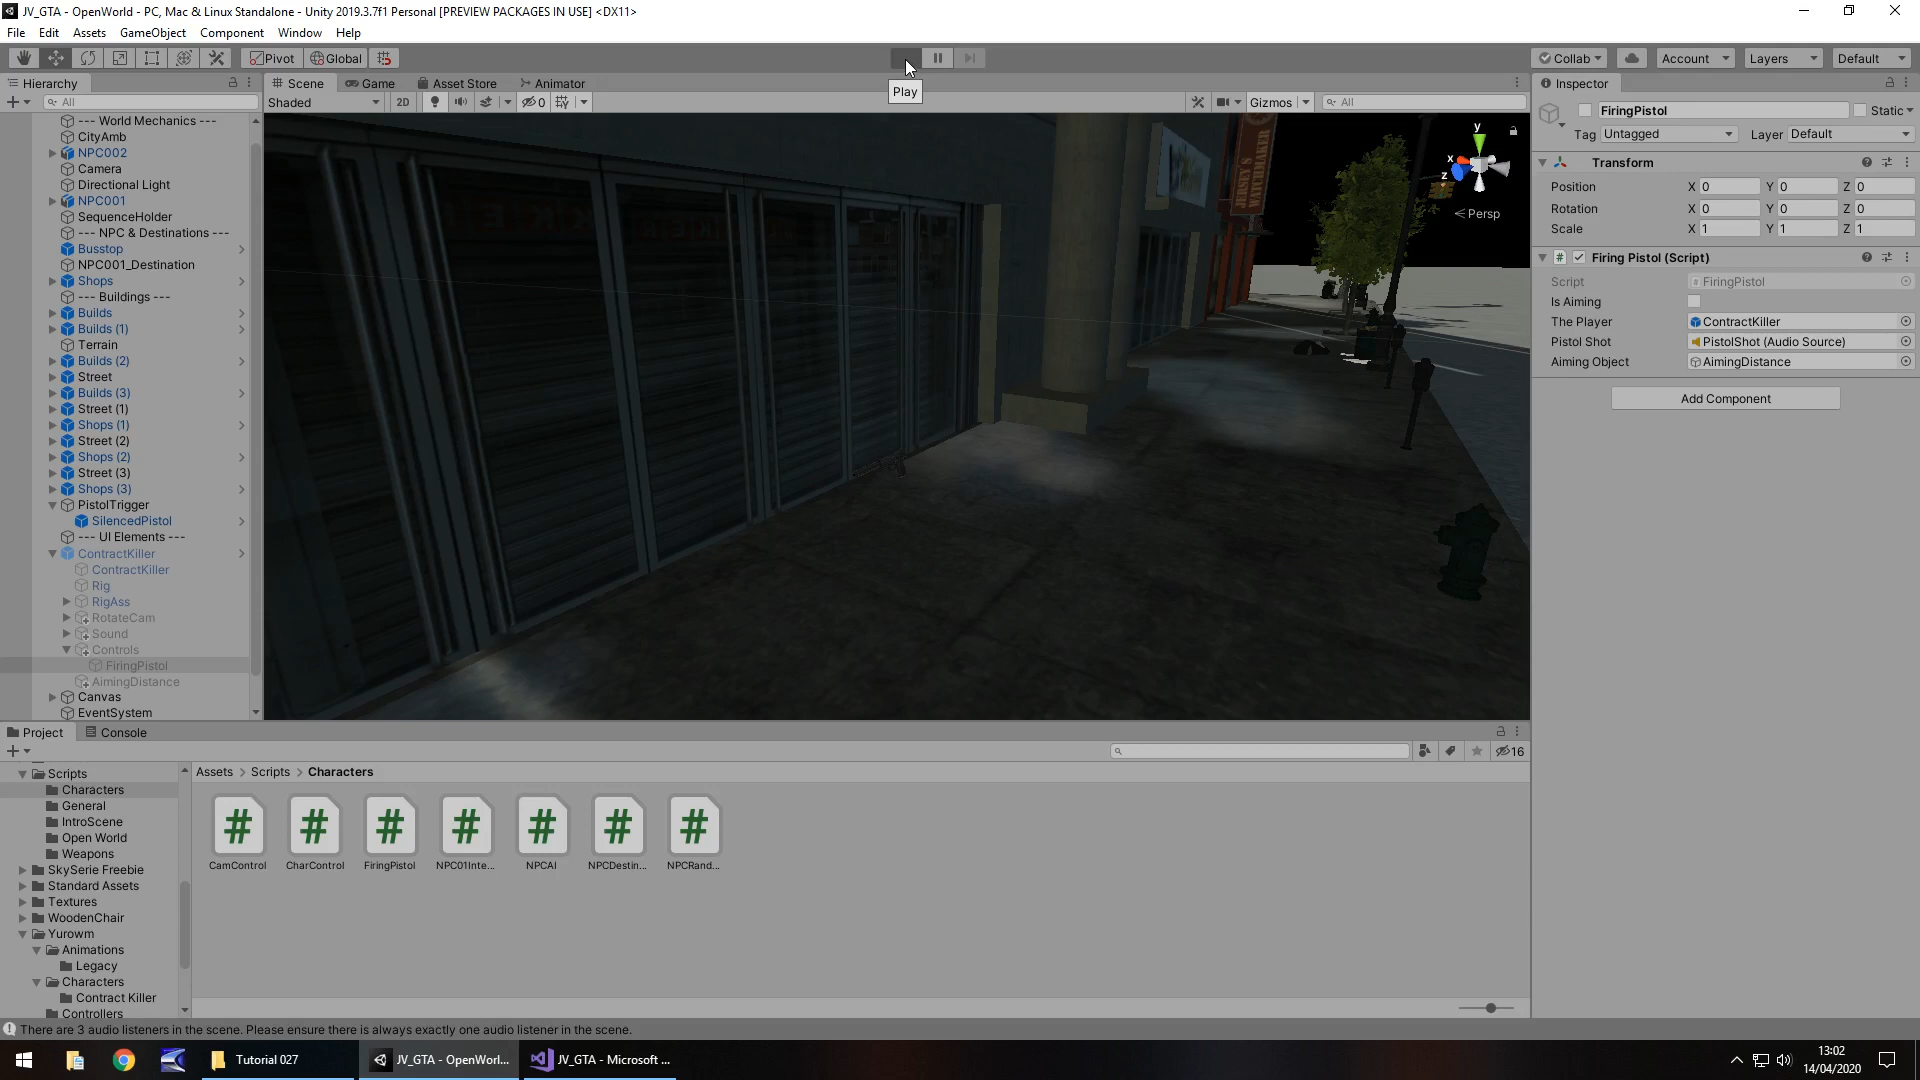 JV_GTA - OpenWorld - PC, Mac & Linux Standalone - Unity 2019.3.7f1 Personal [PREVIEW PACKAGES IN USE] <DX11>
File Edit Assets GameObject Component Window Help
Pivot Global Collab Account Layers Default
Play
Hierarchy
All
--- World Mechanics ---
CityAmb
NPC002
Camera
Directional Light
NPC001
SequenceHolder
--- NPC & Destinations ---
Busstop
NPC001_Destination
Shops
--- Buildings ---
Builds
Builds (1)
Terrain
Builds (2)
Street
Builds (3)
Street (1)
Shops (1)
Street (2)
Shops (2)
Street (3)
Shops (3)
PistolTrigger
SilencedPistol
--- UI Elements ---
ContractKiller
ContractKiller
Rig
RigAss
RotateCam
Sound
Controls
FiringPistol
AimingDistance
Canvas
EventSystem
Scene Game Asset Store Animator
Shaded 2D 0 Gizmos All
JERSEY'S WATCHMAKER
y
x
z
Persp
Inspector
FiringPistol Static
Tag Untagged Layer Default
Transform
Position X 0 Y 0 Z 0
Rotation X 0 Y 0 Z 0
Scale X 1 Y 1 Z 1
# Firing Pistol (Script)
Script # FiringPistol
Is Aiming
The Player ContractKiller
Pistol Shot PistolShot (Audio Source)
Aiming Object AimingDistance
Add Component
Project Console
16
Scripts
Characters
General
IntroScene
Open World
Weapons
SkySerie Freebie
Standard Assets
Textures
WoodenChair
Yurowm
Animations
Legacy
Characters
Contract Killer
Controllers
Assets > Scripts > Characters
# # # # # # #
CamControl CharControl FiringPistol NPC01Inte... NPCAI NPCDestin... NPCRand...
There are 3 audio listeners in the scene. Please ensure there is always exactly one audio listener in the scene.
Tutorial 027 JV_GTA - OpenWorl... JV_GTA - Microsoft ...
13:02
14/04/2020